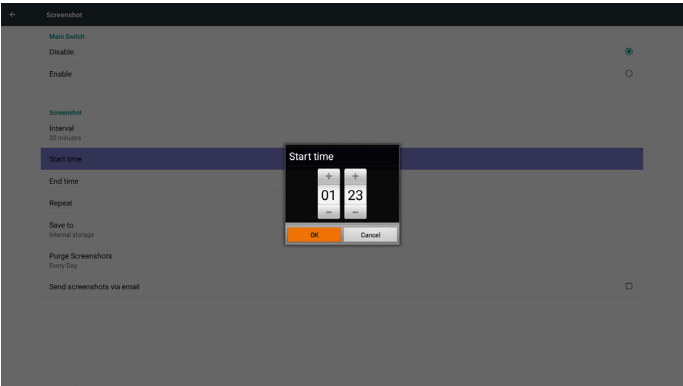 Screenshot
Main Switch
Disable
Enable
Screenshot
Interval
30 minutes
Start time
End time
Repeat
Save to
Internal storage
Purge Screenshots
Every Day
Send screenshots via email
Start time
+ +
01 23
− −
OK Cancel